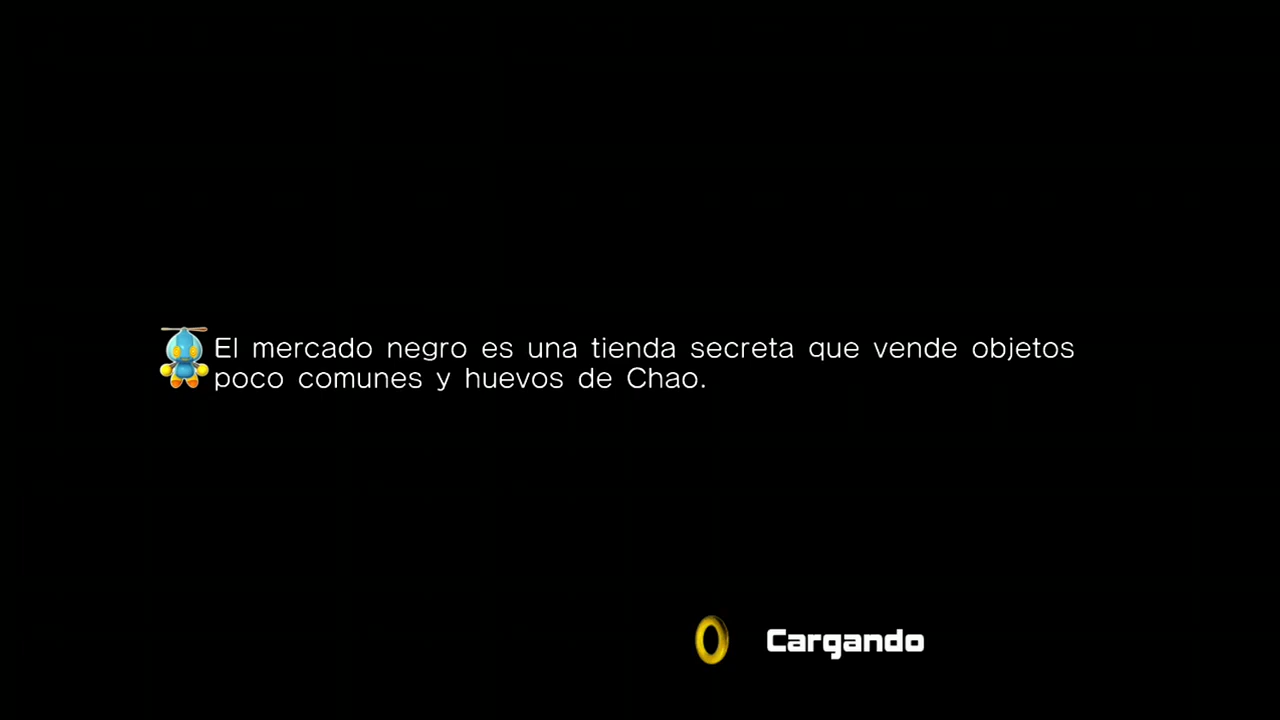 El mercado negro es una tienda secreta que vende objetos
poco comunes y huevos de Chao.
Cargando